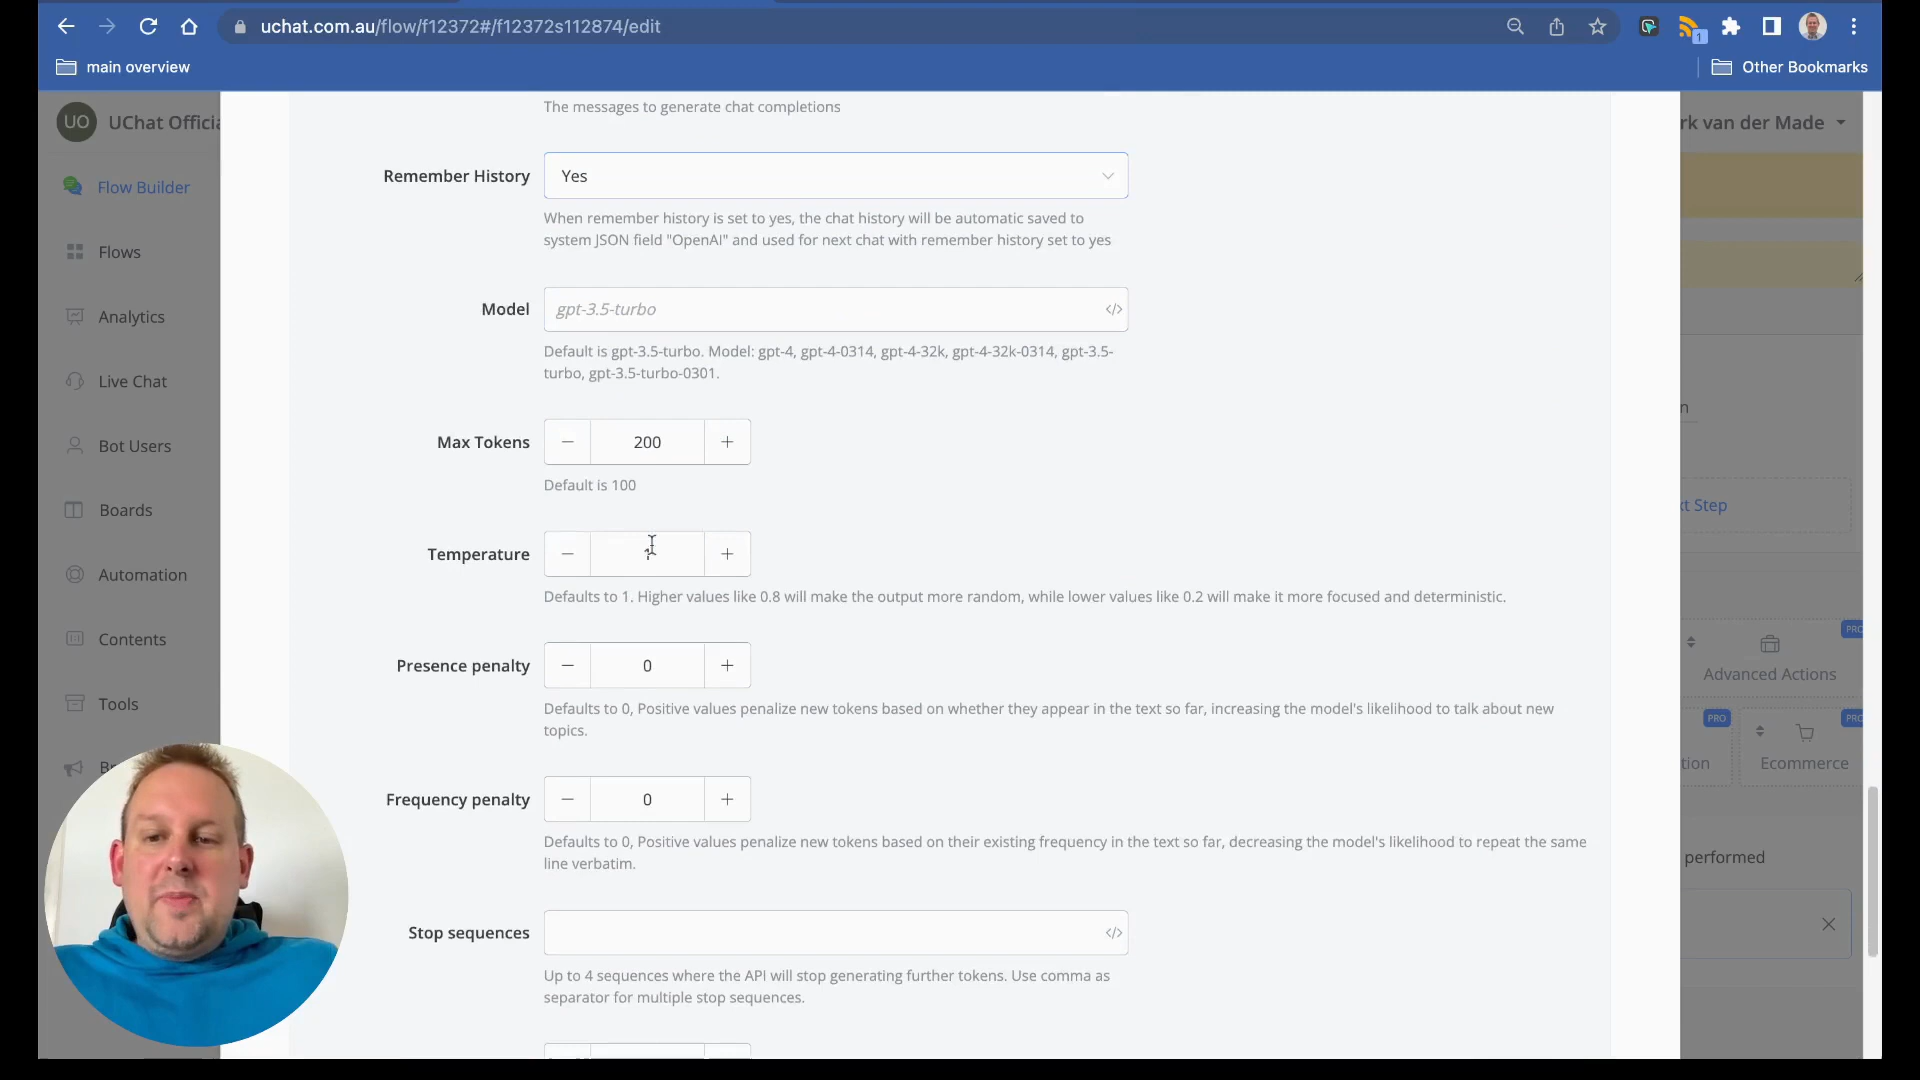 uchat.com.au/flow/f12372#/f12372s112874/edit
1
main overview
Other Bookmarks
UO
UChat Officia
rk van der Made
The messages to generate chat completions
Remember History
Yes
When remember history is set to yes, the chat history will be automatic saved to
system JSON field "OpenAI" and used for next chat with remember history set to yes
Model
gpt-3.5-turbo
</>
Default is gpt-3.5-turbo. Model: gpt-4, gpt-4-0314, gpt-4-32k, gpt-4-32k-0314, gpt-3.5-
turbo, gpt-3.5-turbo-0301.
Max Tokens
200
Default is 100
Temperature
Defaults to 1. Higher values like 0.8 will make the output more random, while lower values like 0.2 will make it more focused and deterministic.
Presence penalty
0
Defaults to 0, Positive values penalize new tokens based on whether they appear in the text so far, increasing the model's likelihood to talk about new
topics.
Frequency penalty
0
Defaults to 0, Positive values penalize new tokens based on their existing frequency in the text so far, decreasing the model's likelihood to repeat the same
line verbatim.
Stop sequences
</>
Up to 4 sequences where the API will stop generating further tokens. Use comma as
separator for multiple stop sequences.
Flow Builder
Flows
Analytics
Live Chat
Bot Users
Boards
Automation
Contents
Tools
Br
n
xt Step
PRO
Advanced Actions
PRO
PRO
tion
Ecommerce
performed